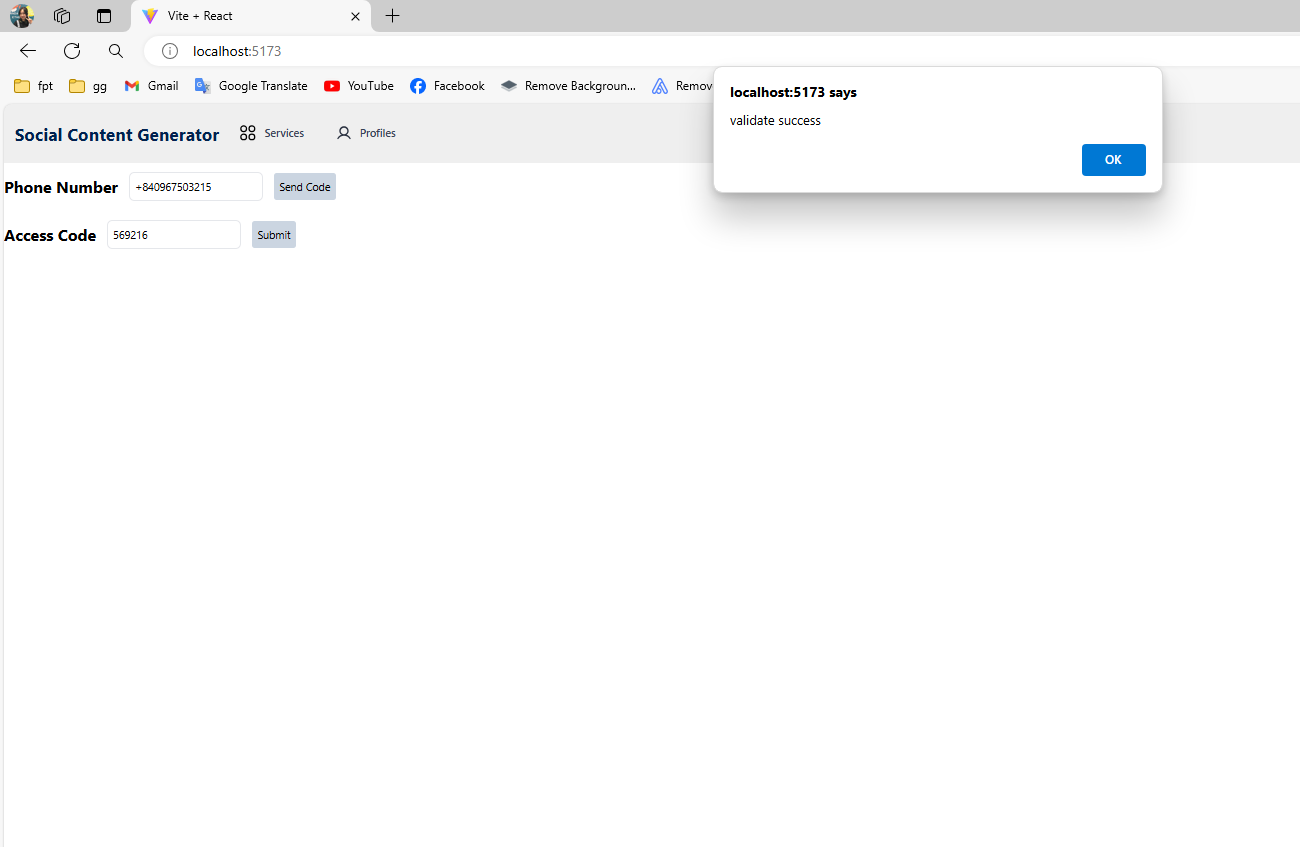 Vite + React
localhost:5173
fpt gg Gmail Google Translate YouTube Facebook Remove Backgroun... Remov
localhost:5173 says
validate success
OK
Social Content Generator Services Profiles
Phone Number +840967503215 Send Code
Access Code 569216 Submit